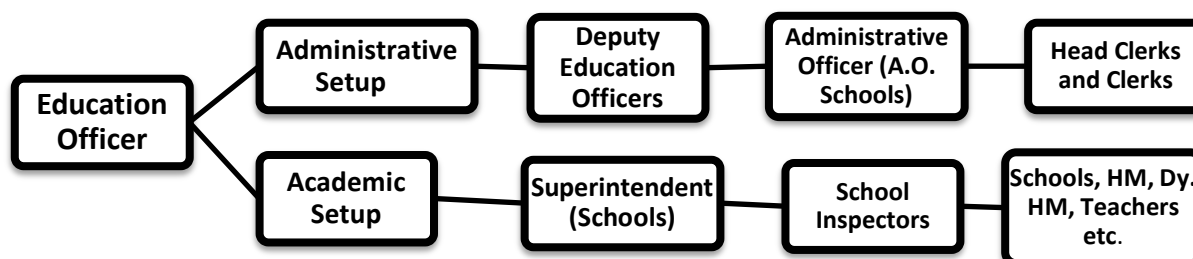 Education
Officer
Administrative
Setup
Deputy
Education
Officers
Administrative
Officer (A.O.
Schools)
Head Clerks
and Clerks
Academic
Setup
Superintendent
(Schools)
School
Inspectors
Schools, HM, Dy.
HM, Teachers
etc.